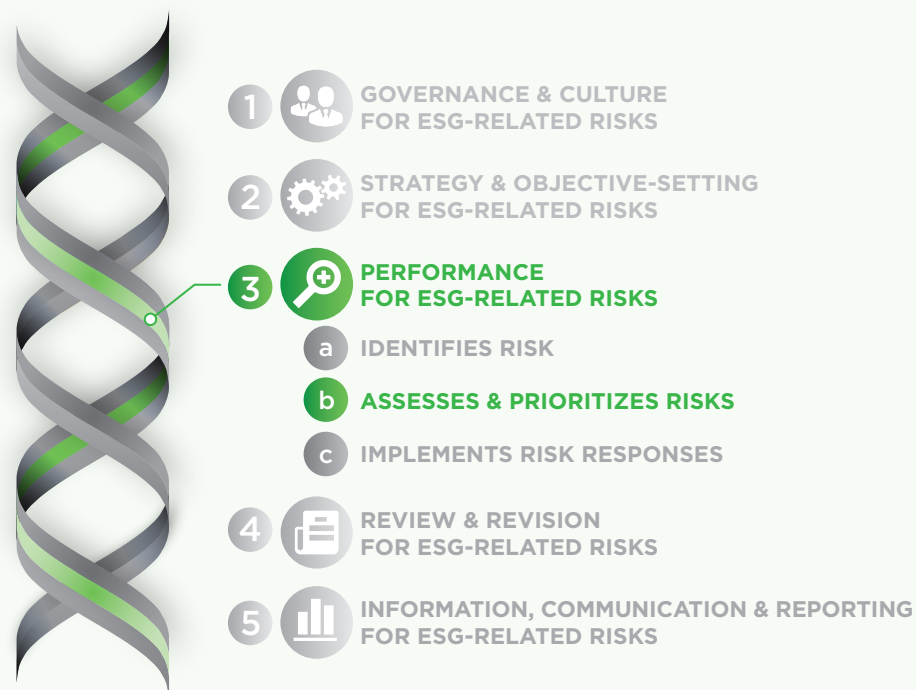 1
GOVERNANCE & CULTURE
FOR ESG-RELATED RISKS
2
STRATEGY & OBJECTIVE-SETTING
FOR ESG-RELATED RISKS
3
PERFORMANCE
FOR ESG-RELATED RISKS
a IDENTIFIES RISK
b ASSESSES & PRIORITIZES RISKS
c IMPLEMENTS RISK RESPONSES
4
REVIEW & REVISION
FOR ESG-RELATED RISKS
5
INFORMATION, COMMUNICATION & REPORTING
FOR ESG-RELATED RISKS